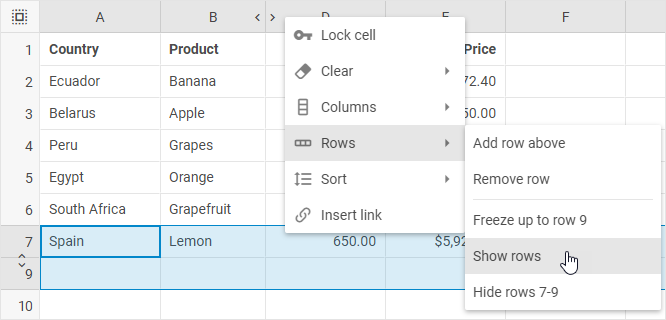 A B D E F
1 Country Product Price
2 Ecuador Banana 72.40
3 Belarus Apple 50.00
4 Peru Grapes
5 Egypt Orange
6 South Africa Grapefruit
7 Spain Lemon 650.00 $5,92
9
10
Lock cell
Clear
Columns
Rows
Sort
Insert link
Add row above
Remove row
Freeze up to row 9
Show rows
Hide rows 7-9